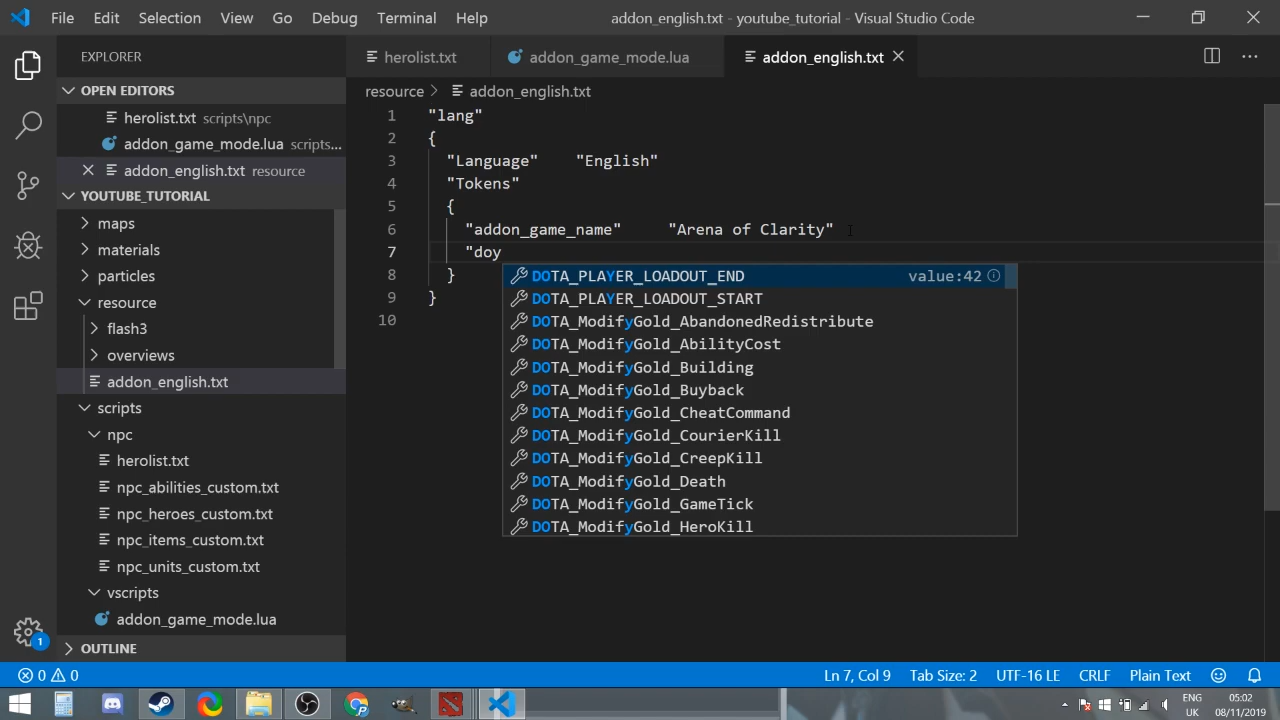 File Edit Selection View Go Debug Terminal Help addon_english.txt - youtube_tutorial - Visual Studio Code
EXPLORER
OPEN EDITORS
herolist.txt scripts\npc
addon_game_mode.lua scripts...
addon_english.txt resource
YOUTUBE_TUTORIAL
maps
materials
particles
resource
flash3
overviews
addon_english.txt
scripts
npc
herolist.txt
npc_abilities_custom.txt
npc_heroes_custom.txt
npc_items_custom.txt
npc_units_custom.txt
vscripts
addon_game_mode.lua
OUTLINE
herolist.txt addon_game_mode.lua addon_english.txt
resource > addon_english.txt
1 "lang"
2 {
3 "Language" "English"
4 "Tokens"
5 {
6 "addon_game_name" "Arena of Clarity"
7 "doy
8 }
9 }
10
DOTA_PLAYER_LOADOUT_END value:42
DOTA_PLAYER_LOADOUT_START
DOTA_ModifyGold_AbandonedRedistribute
DOTA_ModifyGold_AbilityCost
DOTA_ModifyGold_Building
DOTA_ModifyGold_Buyback
DOTA_ModifyGold_CheatCommand
DOTA_ModifyGold_CourierKill
DOTA_ModifyGold_CreepKill
DOTA_ModifyGold_Death
DOTA_ModifyGold_GameTick
DOTA_ModifyGold_HeroKill
1
0 0 Ln 7, Col 9 Tab Size: 2 UTF-16 LE CRLF Plain Text
ENG 05:02
UK 08/11/2019